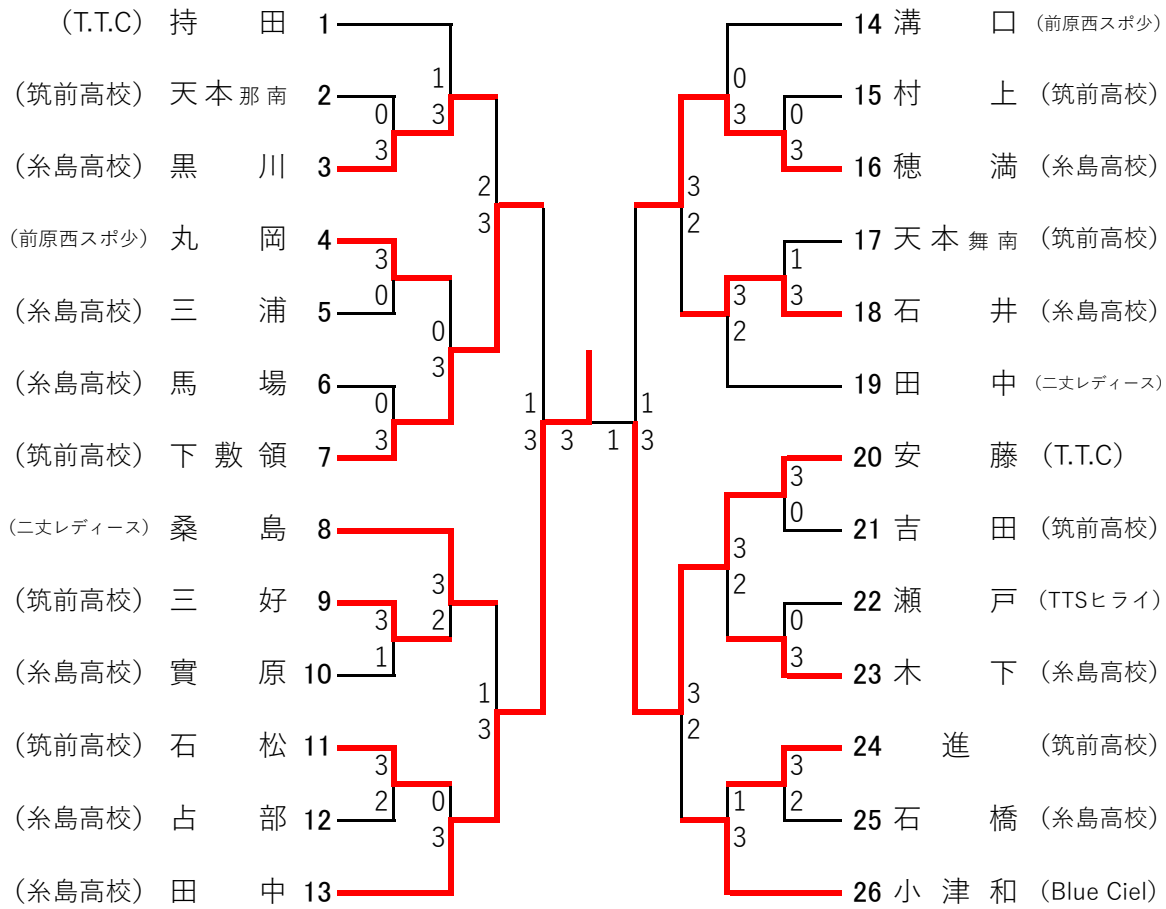 (T.T.C) 持田 1
(筑前高校) 天本那南 2
(糸島高校) 黒川 3
(前原西スポ少) 丸岡 4
(糸島高校) 三浦 5
(糸島高校) 馬場 6
(筑前高校) 下敷領 7
(二丈レディース) 桑島 8
(筑前高校) 三好 9
(糸島高校) 實原 10
(筑前高校) 石松 11
(糸島高校) 占部 12
(糸島高校) 田中 13
1
3
0
3
2
3
3
0
0
3
0
3
1
3
3
2
3
1
1
3
3
2
0
3
3
1
14 溝口 (前原西スポ少)
15 村上 (筑前高校)
16 穂満 (糸島高校)
17 天本舞南 (筑前高校)
18 石井 (糸島高校)
19 田中 (二丈レディース)
20 安藤 (T.T.C)
21 吉田 (筑前高校)
22 瀬戸 (TTSヒライ)
23 木下 (糸島高校)
24 進 (筑前高校)
25 石橋 (糸島高校)
26 小津和 (Blue Ciel)
0
3
0
3
3
2
1
3
3
2
1
3
3
0
3
2
0
3
3
2
3
2
1
3